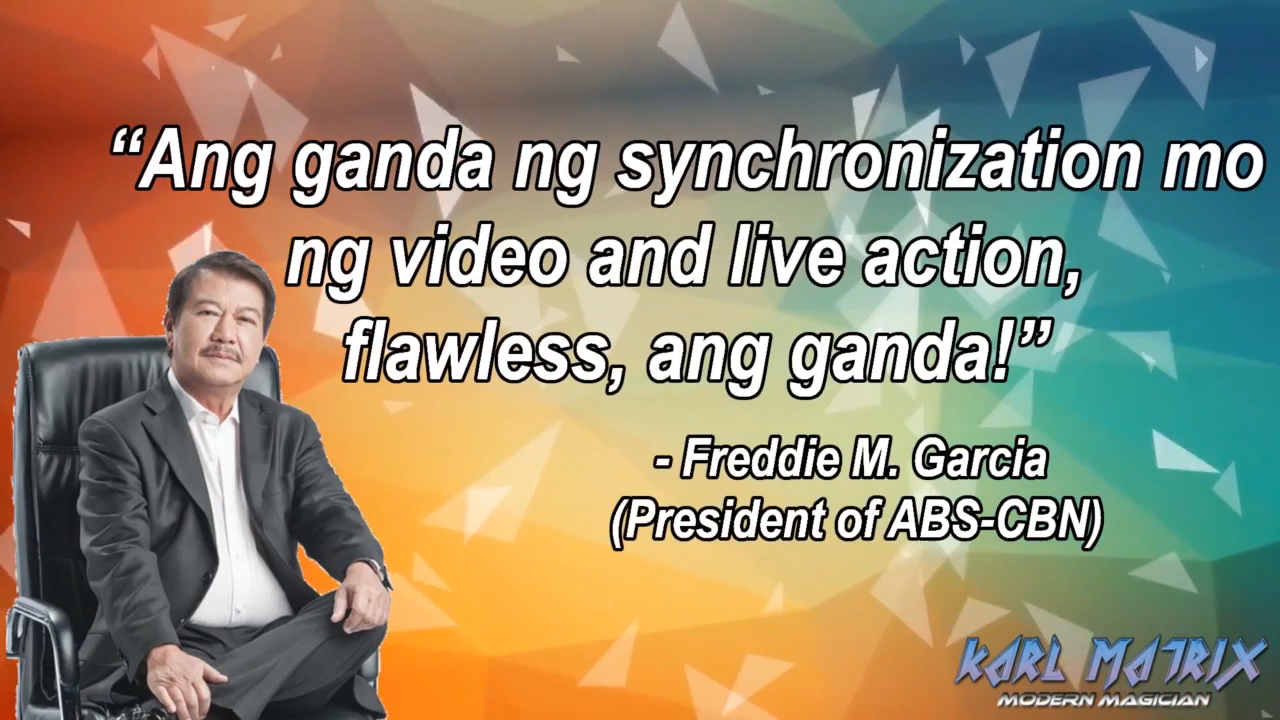 “Ang ganda ng synchronization mo
ng video and live action,
flawless, ang ganda!”
- Freddie M. Garcia
(President of ABS-CBN)
KARL MATRIX
MODERN MAGICIAN